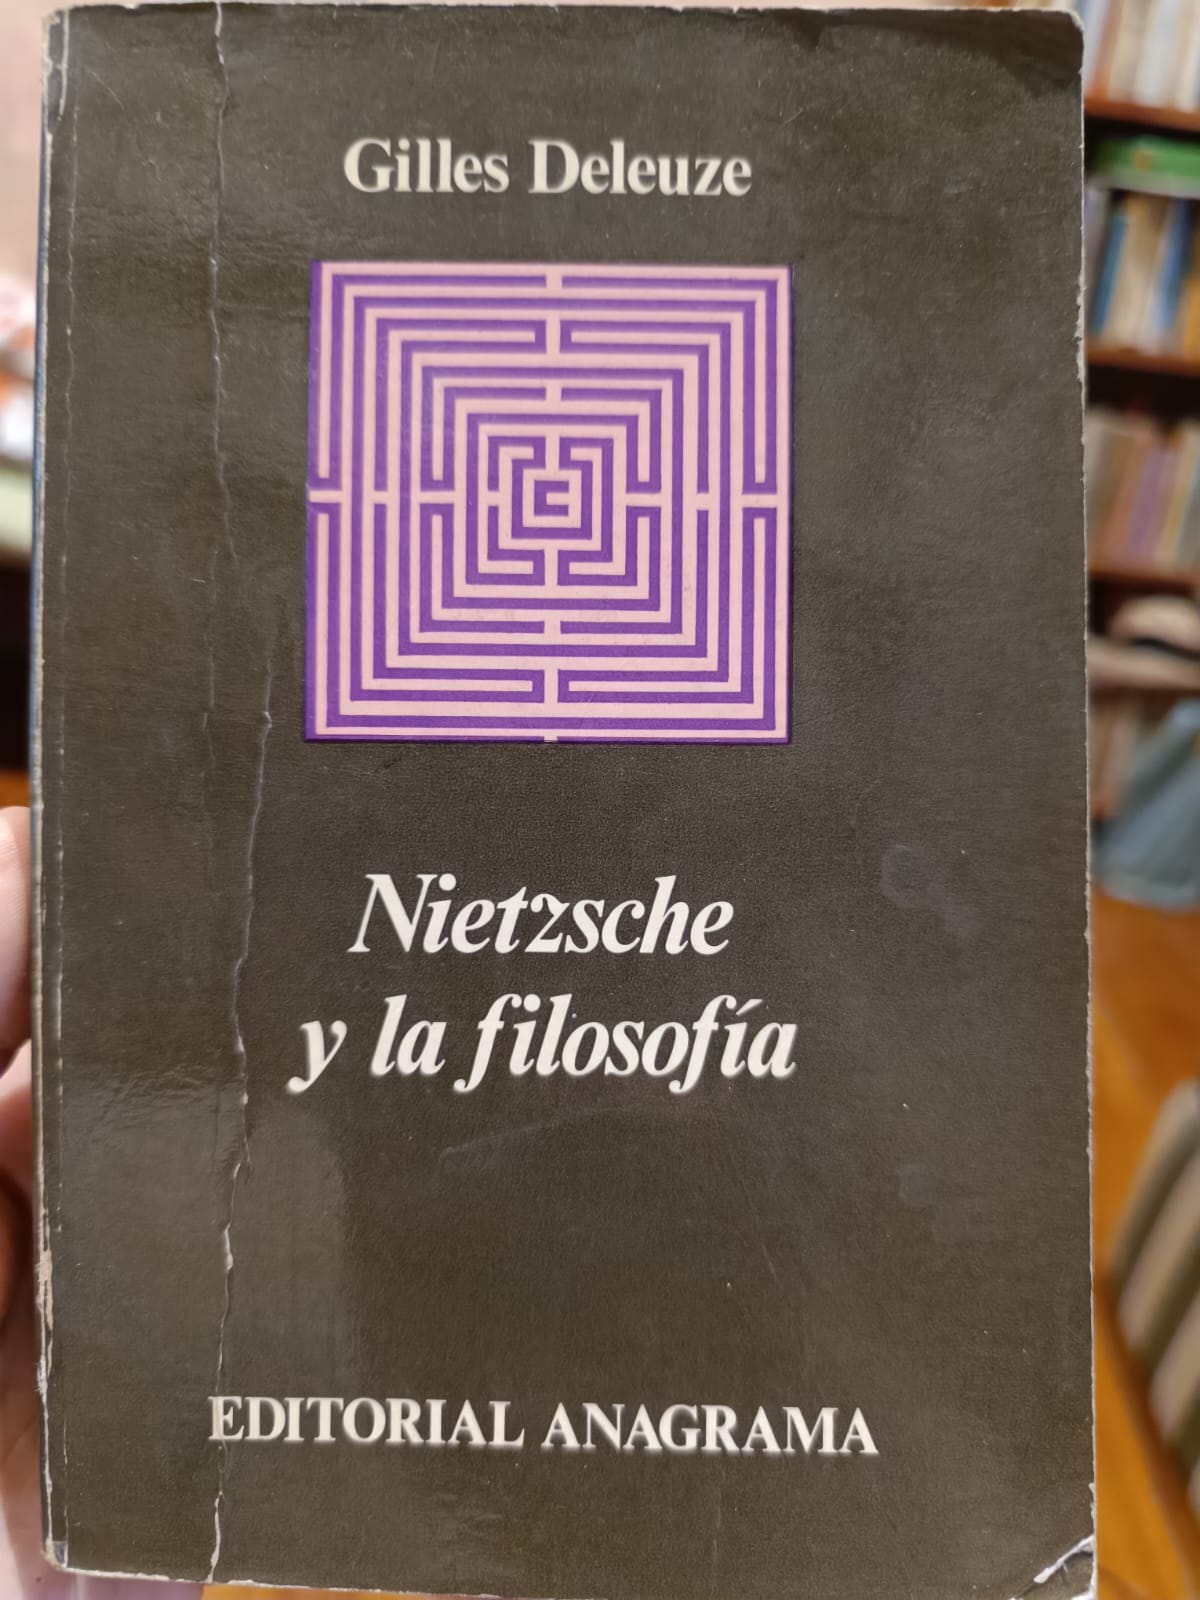 Gilles Deleuze
Nietzsche
y la filosofía
EDITORIAL ANAGRAMA